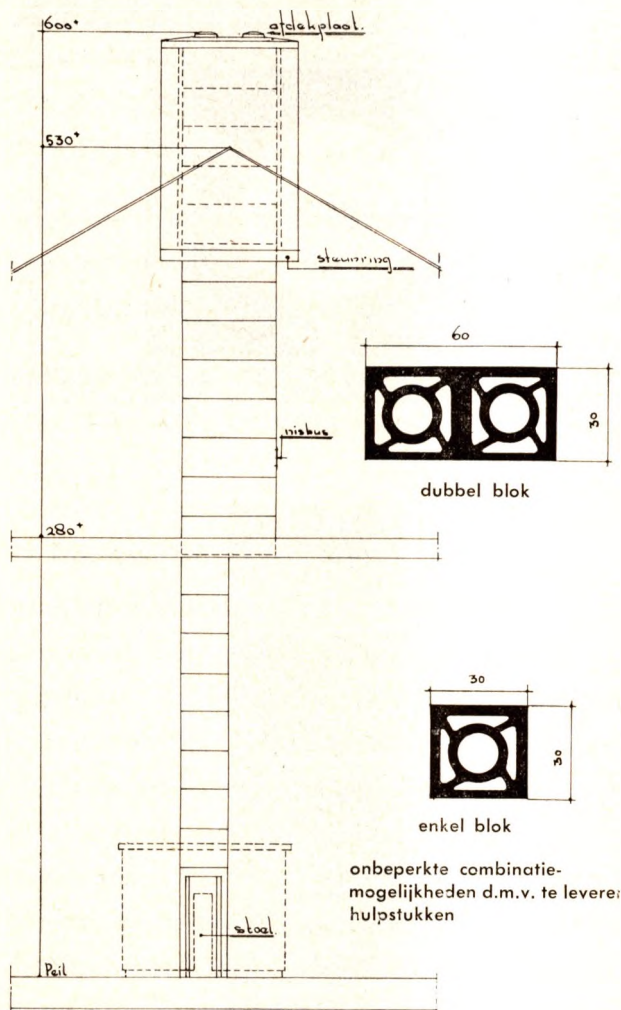 600+
afdekplaat.
530+
steunring.
60
30
nisbus
dubbel blok
280+
30
30
enkel blok
onbeperkte combinatie-
mogelijkheden d.m.v. te leveren
hulpstukken
stoel.
Peil